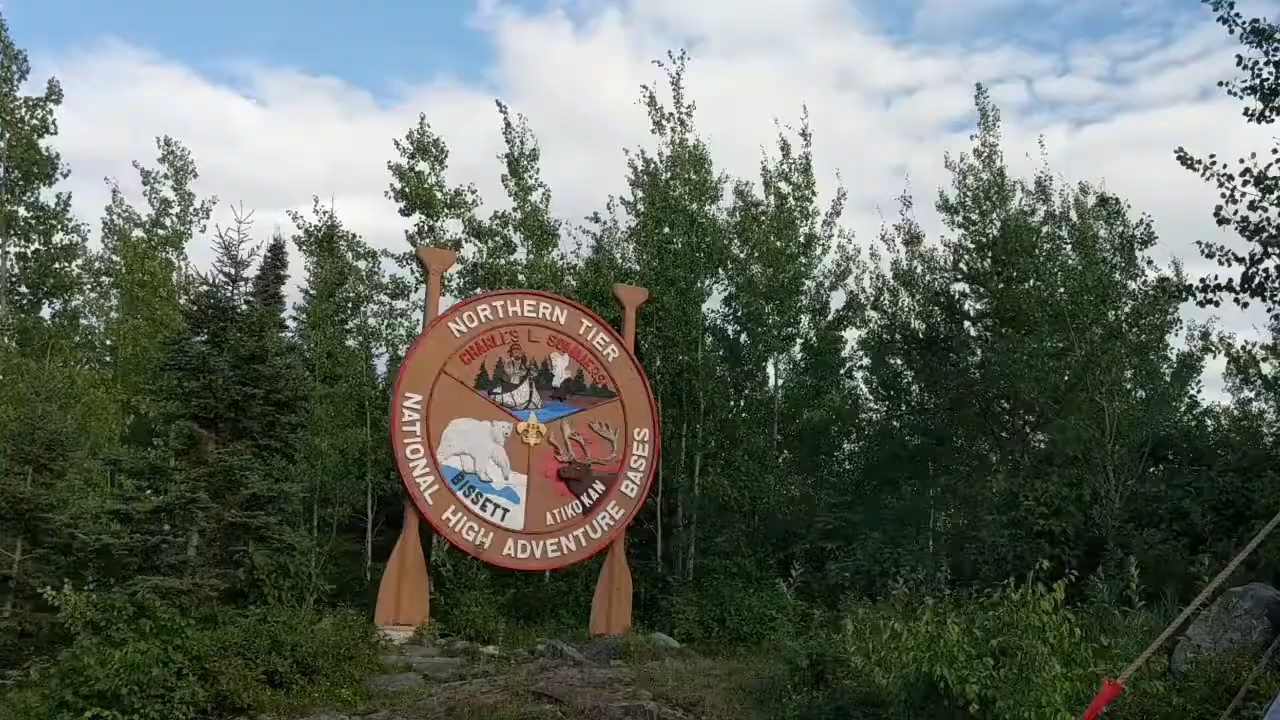 NORTHERN TIER
CHARLES L. SOMMERS
BISSETT
ATIKOKAN
NATIONAL HIGH ADVENTURE BASES